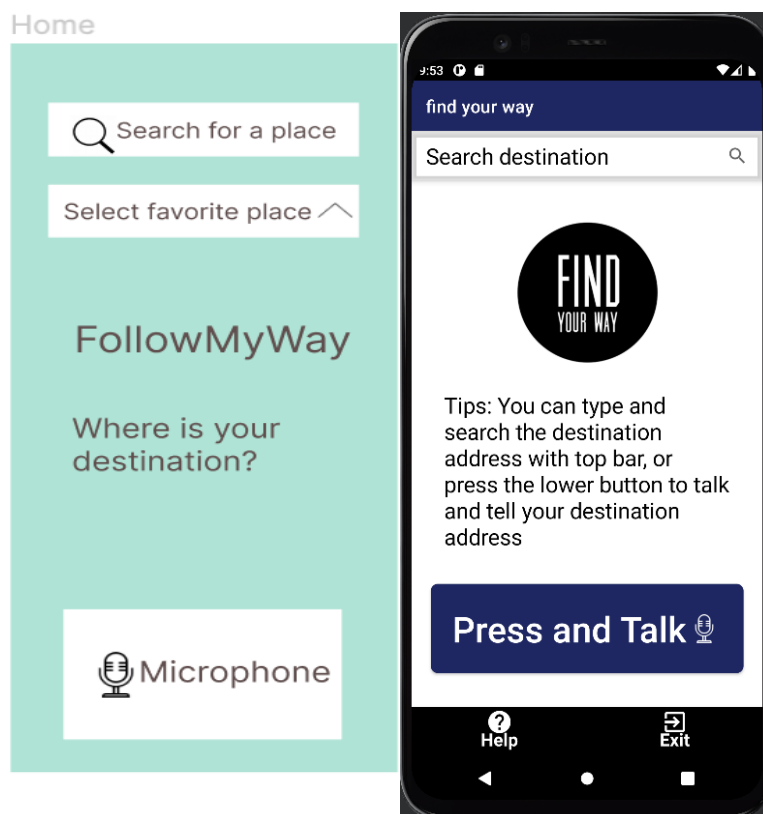 Home
Search for a place
Select favorite place
FollowMyWay
Where is your
destination?
Microphone
9:53
find your way
Search destination
FIND
YOUR WAY
Tips: You can type and
search the destination
address with top bar, or
press the lower button to talk
and tell your destination
address
Press and Talk
Help
Exit